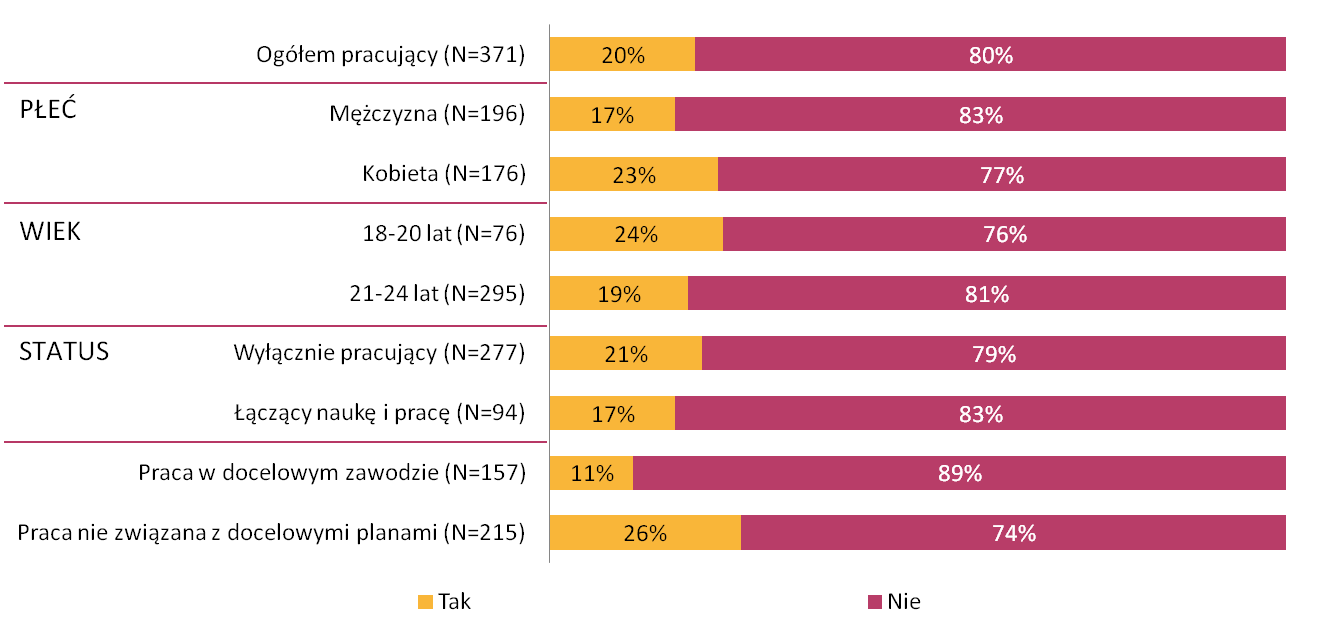 Ogółem pracujący (N=371) 20% 80%
PŁEĆ Mężczyzna (N=196) 17% 83%
Kobieta (N=176) 23% 77%
WIEK 18-20 lat (N=76) 24% 76%
21-24 lat (N=295) 19% 81%
STATUS Wyłącznie pracujący (N=277) 21% 79%
Łączący naukę i pracę (N=94) 17% 83%
Praca w docelowym zawodzie (N=157) 11% 89%
Praca nie związana z docelowymi planami (N=215) 26% 74%
Tak Nie